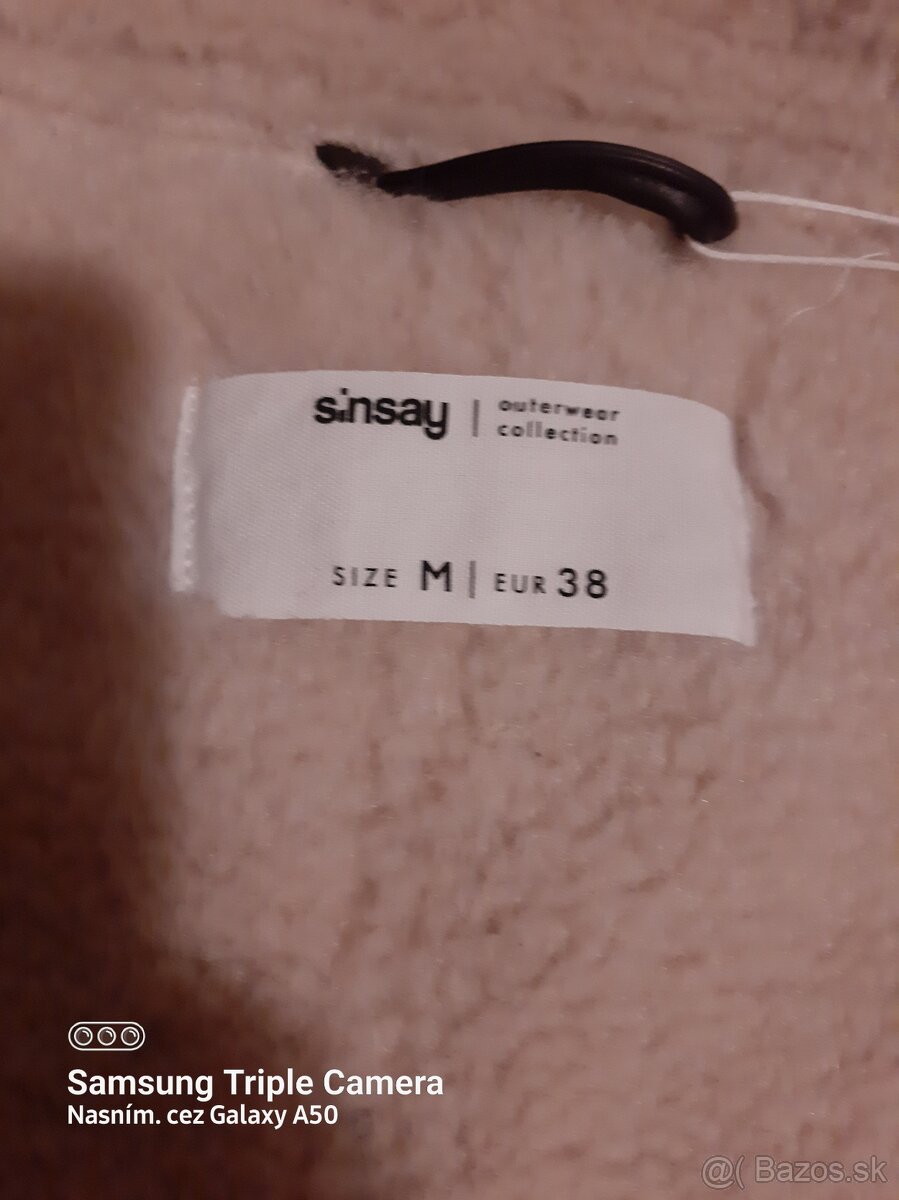 sinsay | outerwear
collection
SIZE M | EUR 38
Samsung Triple Camera
Nasním. cez Galaxy A50
@( Bazos.sk